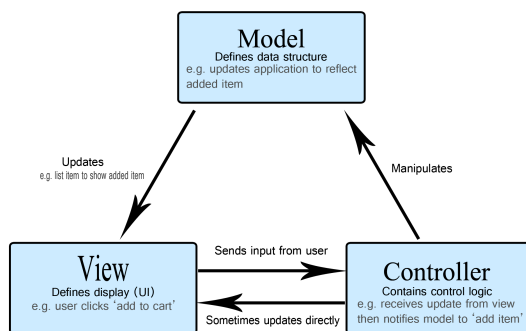 Model
Defines data structure
e.g. updates application to reflect
added item
Updates
e.g. list item to show added item
Manipulates
View
Defines display (UI)
e.g. user clicks 'add to cart'
Sends input from user
Sometimes updates directly
Controller
Contains control logic
e.g. receives update from view
then notifies model to 'add item'